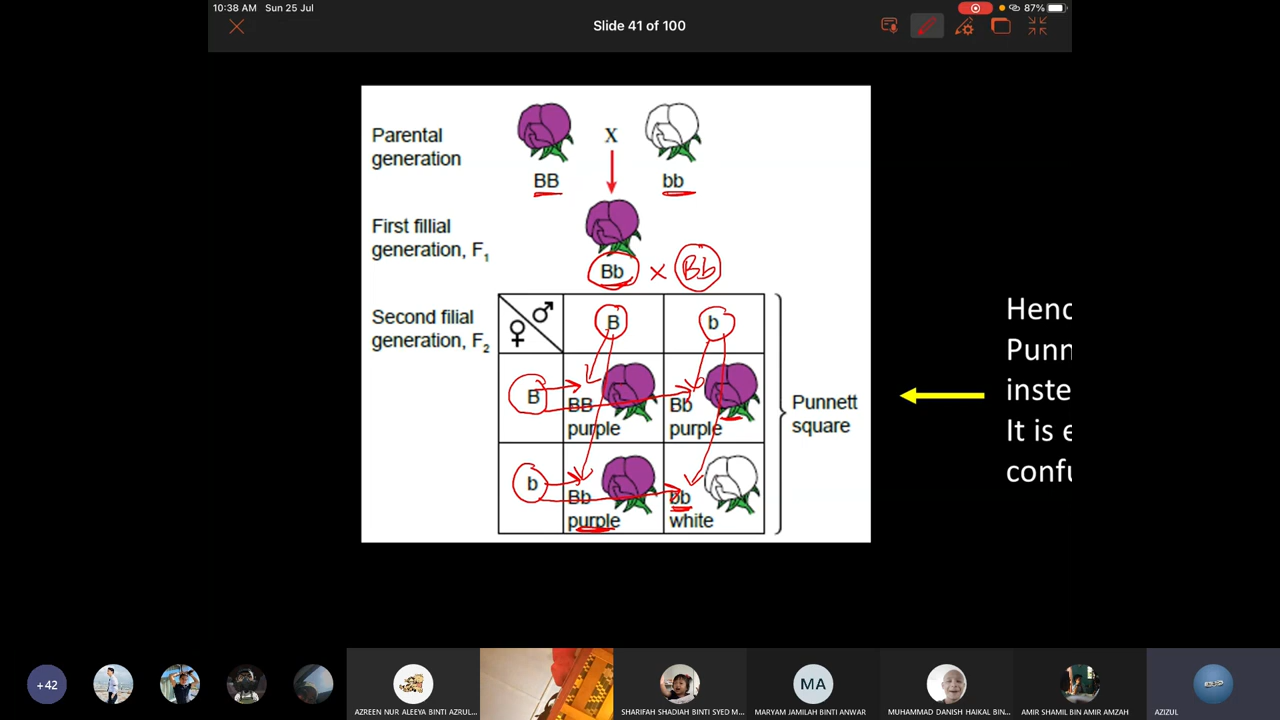 10:38 AM Sun 25 Jul
87%
Slide 41 of 100
Parental
generation
X
BB
bb
First fillial
generation, F1
Bb x Bb
Second filial
generation, F2
♀ ♂
B
b
B
BB
purple
Bb
purple
b
Bb
purple
bb
white
Punnett
square
Henc
Punn
inste
It is e
confu
+42
AZREEN NUR ALEEYA BINTI AZRUL...
SHARIFAH SHADIAH BINTI SYED M...
MA
MARYAM JAMILAH BINTI ANWAR
MUHAMMAD DANISH HAIKAL BIN...
AMIR SHAMIL BIN AMIR AMZAH
AZIZUL